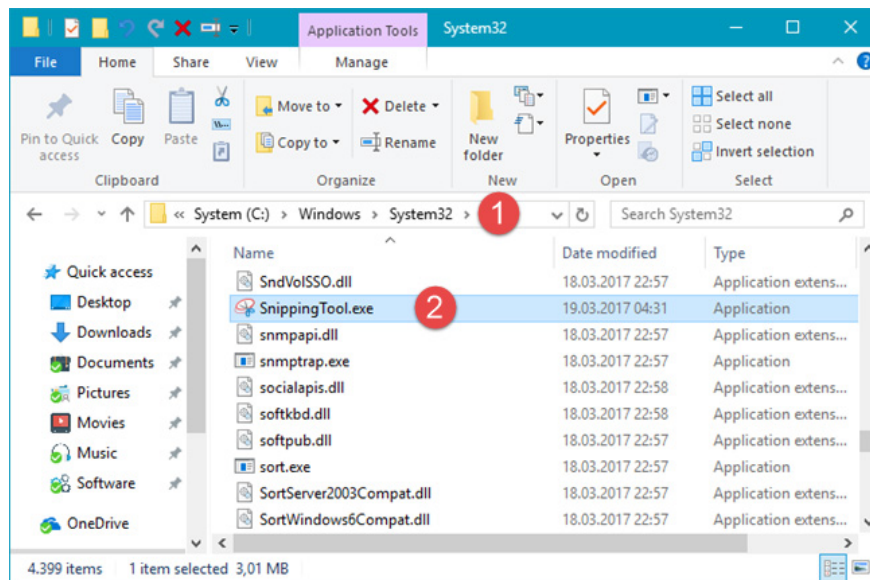 Application Tools System32
File Home Share View Manage
Pin to Quick access
Copy
Paste
Move to
Copy to
Delete
Rename
New folder
Properties
Select all
Select none
Invert selection
Clipboard Organize New Open Select
« System (C:) > Windows > System32 > 1 Search System32
Name Date modified Type
Quick access
Desktop
Downloads
Documents
Pictures
Movies
Music
Software
OneDrive
SndVolSSO.dll 18.03.2017 22:57 Application extens...
SnippingTool.exe 2 19.03.2017 04:31 Application
snmpapi.dll 18.03.2017 22:57 Application extens...
snmptrap.exe 18.03.2017 22:57 Application
socialapis.dll 18.03.2017 22:58 Application extens...
softkbd.dll 18.03.2017 22:58 Application extens...
softpub.dll 18.03.2017 22:57 Application extens...
sort.exe 18.03.2017 22:57 Application
SortServer2003Compat.dll 18.03.2017 22:57 Application extens...
SortWindows6Compat.dll 18.03.2017 22:57 Application extens...
4.399 items 1 item selected 3,01 MB